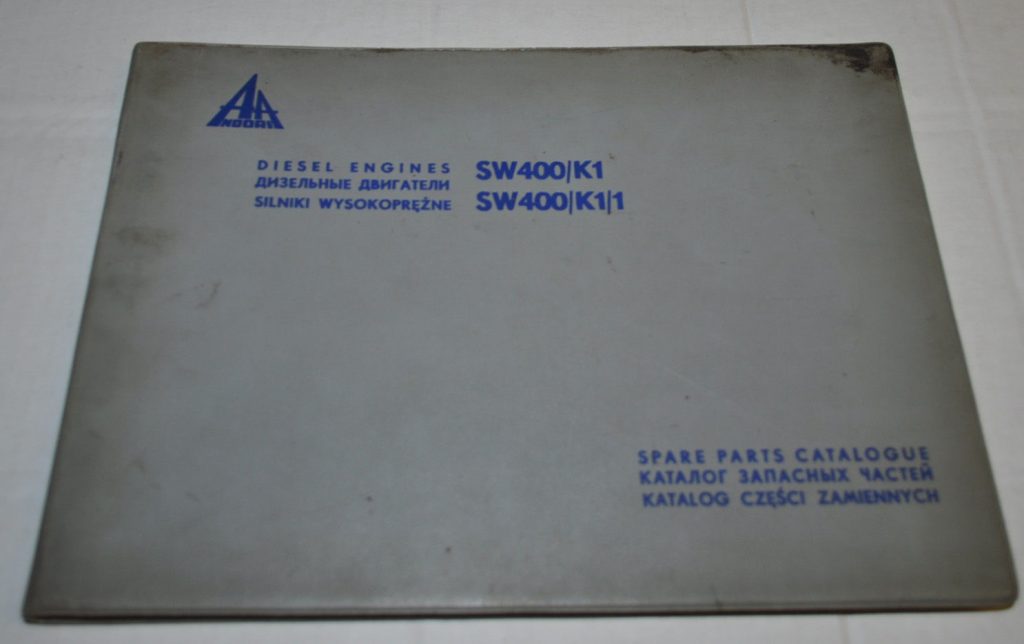 ANDORIA
DIESEL ENGINES SW400/K1
ДИЗЕЛЬНЫЕ ДВИГАТЕЛИ
SILNIKI WYSOKOPRĘŻNE SW400/K1/1
SPARE PARTS CATALOGUE
КАТАЛОГ ЗАПАСНЫХ ЧАСТЕЙ
KATALOG CZĘŚCI ZAMIENNYCH